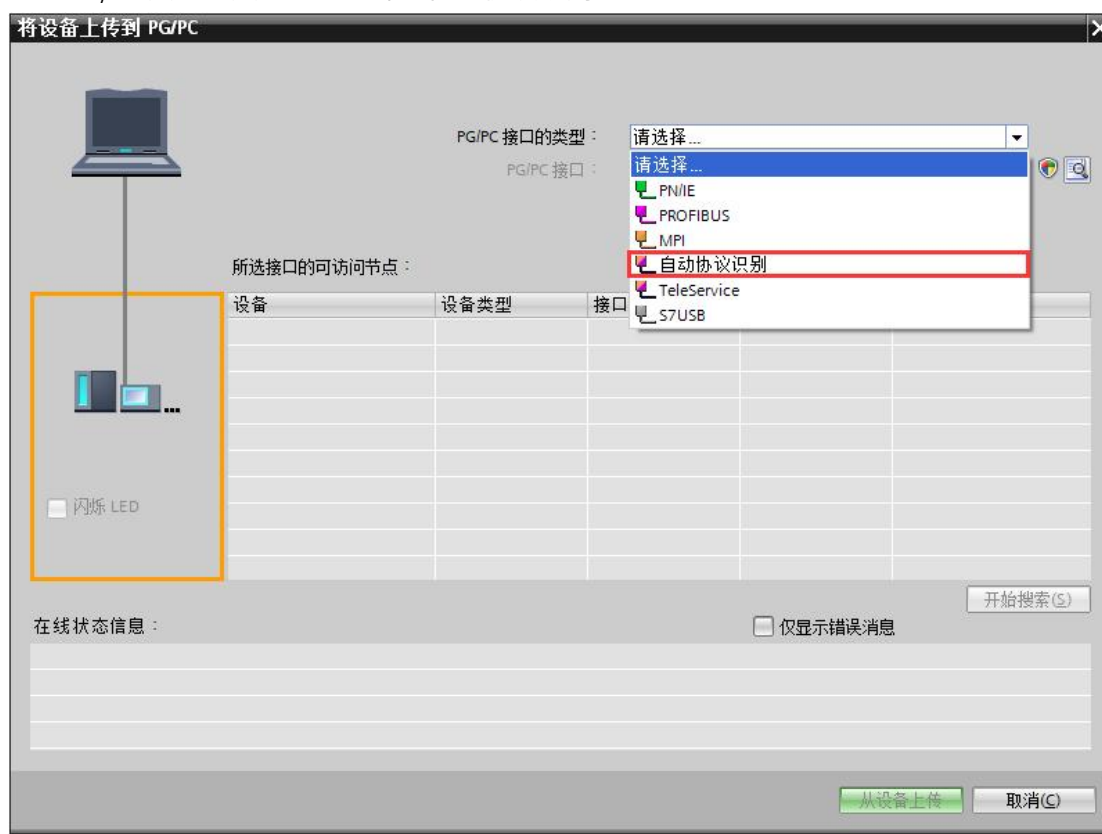 将设备上传到 PG/PC
PG/PC 接口的类型：
请选择...
PG/PC 接口：
请选择...
PN/IE
PROFIBUS
MPI
自动协议识别
TeleService
S7USB
所选接口的可访问节点：
设备
设备类型
接口
...
闪烁 LED
开始搜索(S)
在线状态信息：
仅显示错误消息
从设备上传
取消(C)